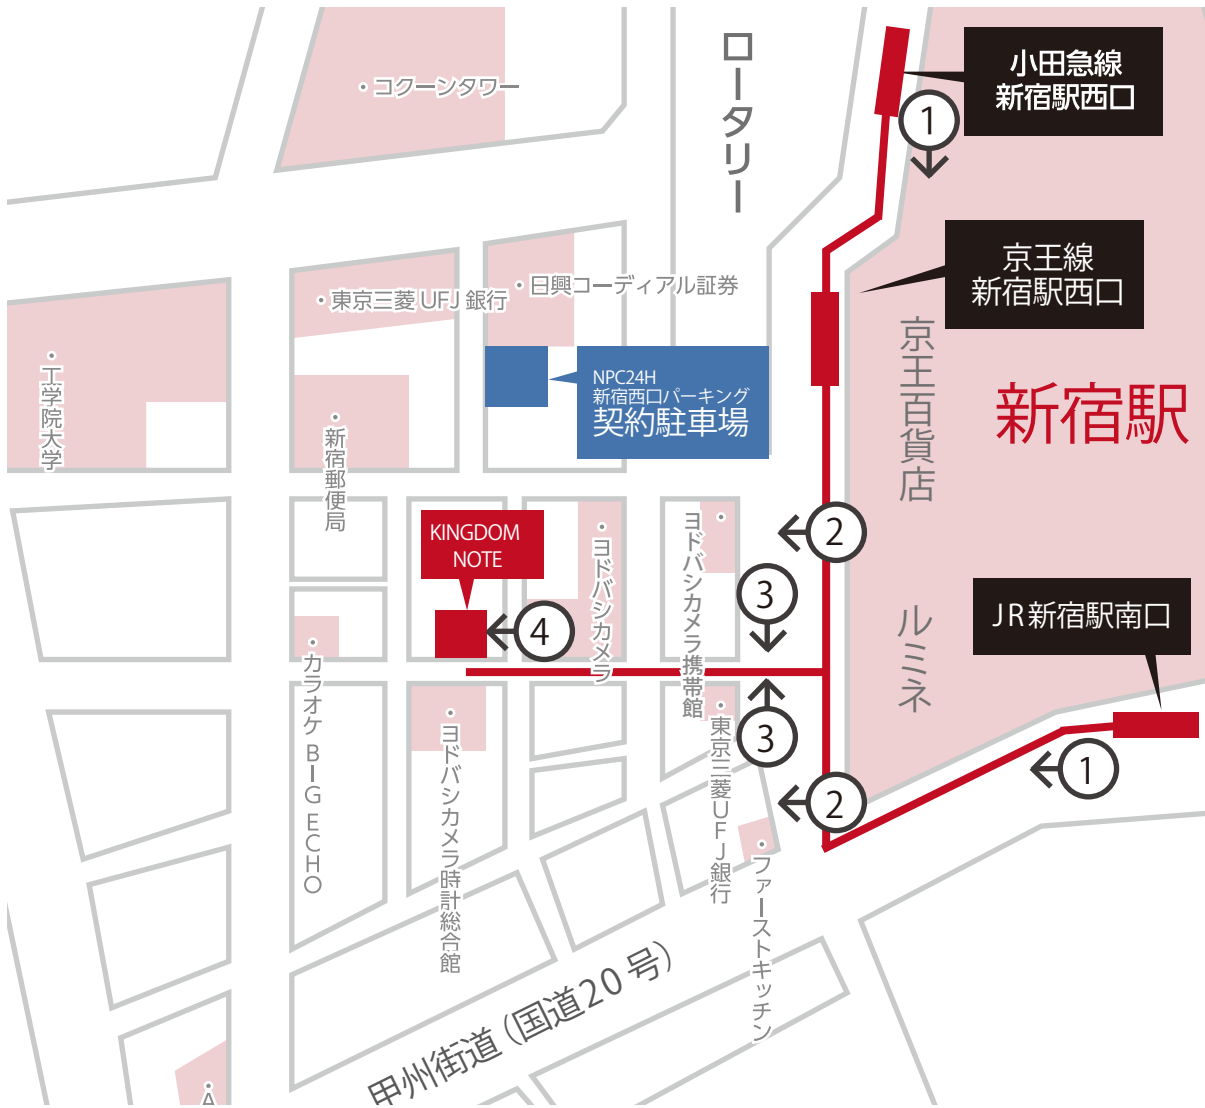 ロータリー
小田急線
新宿駅西口
1
・コクーンタワー
京王線
新宿駅西口
・東京三菱 UFJ 銀行
・日興コーディアル証券
京王百貨店
新宿駅
・工学院大学
NPC24H
新宿西口パーキング
契約駐車場
・新宿郵便局
KINGDOM
NOTE
・ヨドバシカメラ
・ヨドバシカメラ携帯館
2
3
4
ルミネ
JR新宿駅南口
・カラオケ BIG ECHO
・ヨドバシカメラ時計総合館
・東京三菱UFJ銀行
3
2
1
・ファーストキッチン
甲州街道(国道20号)
・A